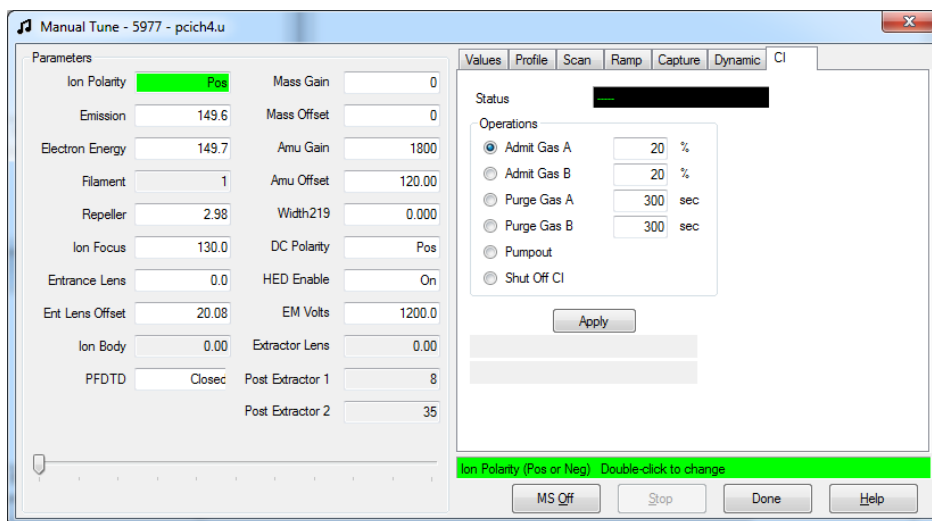 Manual Tune - 5977 - pcich4.u
Parameters
Ion Polarity Pos
Emission 149.6
Electron Energy 149.7
Filament 1
Repeller 2.98
Ion Focus 130.0
Entrance Lens 0.0
Ent Lens Offset 20.08
Ion Body 0.00
PFDTD Closed
Mass Gain 0
Mass Offset 0
Amu Gain 1800
Amu Offset 120.00
Width219 0.000
DC Polarity Pos
HED Enable On
EM Volts 1200.0
Extractor Lens 0.00
Post Extractor 1 8
Post Extractor 2 35
Values Profile Scan Ramp Capture Dynamic CI
Status -----
Operations
Admit Gas A 20 %
Admit Gas B 20 %
Purge Gas A 300 sec
Purge Gas B 300 sec
Pumpout
Shut Off CI
Apply
Ion Polarity (Pos or Neg) Double-click to change
MS Off Stop Done Help